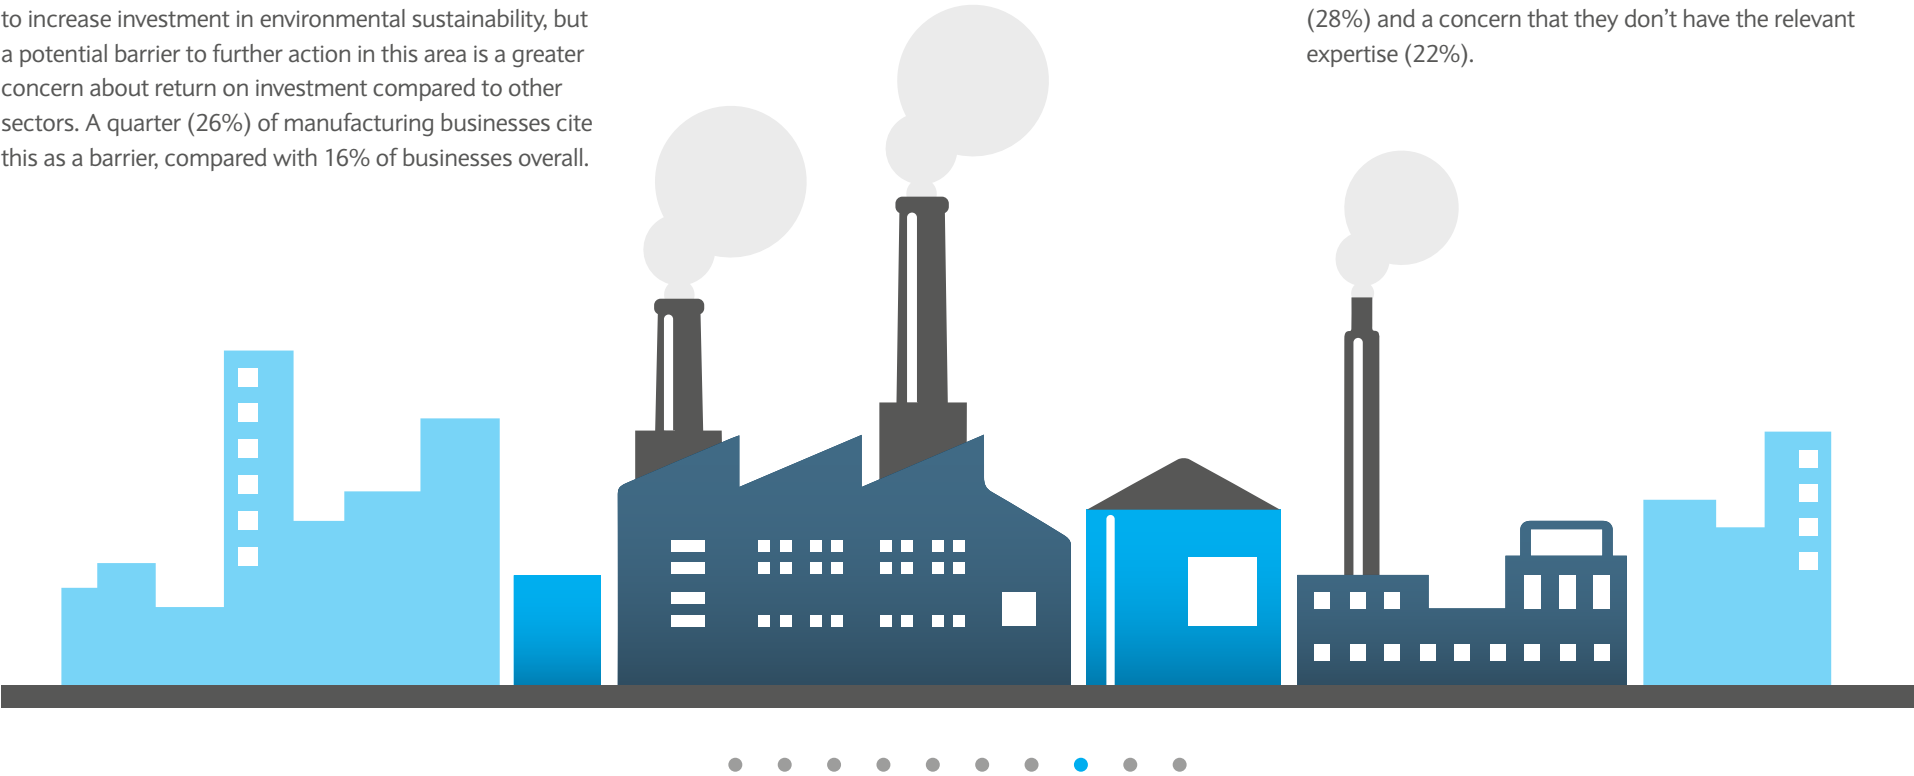 to increase investment in environmental sustainability, but
a potential barrier to further action in this area is a greater
concern about return on investment compared to other
sectors. A quarter (26%) of manufacturing businesses cite
this as a barrier, compared with 16% of businesses overall.
(28%) and a concern that they don’t have the relevant
expertise (22%).